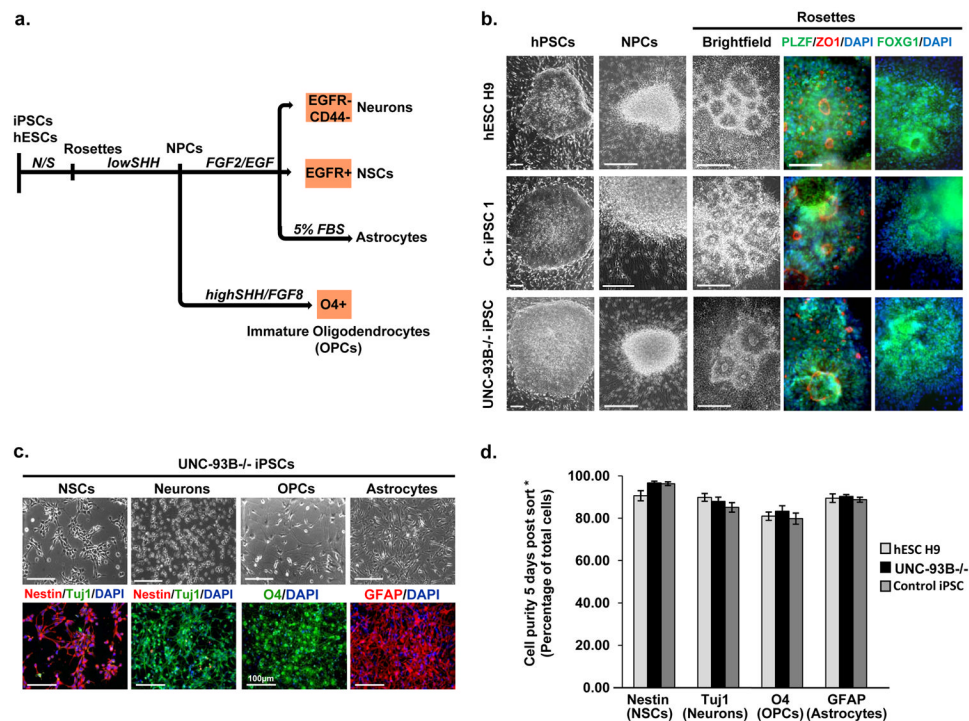 a.
EGFR-
CD44-
Neurons
iPSCs
hESCs
Rosettes
NPCs
N/S
lowSHH
FGF2/EGF
EGFR+
NSCs
5% FBS
Astrocytes
highSHH/FGF8
O4+
Immature Oligodendrocytes
(OPCs)
b.
Rosettes
hPSCs
NPCs
Brightfield
PLZF/ZO1/DAPI
FOXG1/DAPI
hESC H9
C+ iPSC 1
UNC-93B-/- iPSC
c.
UNC-93B-/- iPSCs
NSCs
Neurons
OPCs
Astrocytes
Nestin/Tuj1/DAPI
Nestin/Tuj1/DAPI
O4/DAPI
GFAP/DAPI
100µm
d.
Cell purity 5 days post sort *
(Percentage of total cells)
100.00
80.00
60.00
40.00
20.00
0.00
hESC H9
UNC-93B-/-
Control iPSC
Nestin
(NSCs)
Tuj1
(Neurons)
O4
(OPCs)
GFAP
(Astrocytes)